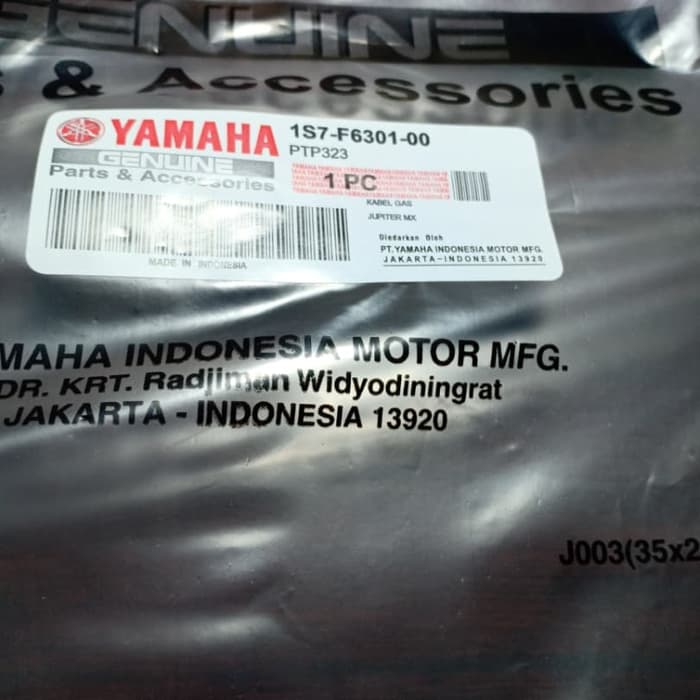 GENUINE
& Accessories
YAMAHA
GENUINE
Parts & Accessories
1S7-F6301-00
PTP323
1 PC
KABEL GAS
JUPITER MX
MADE IN INDONESIA
Diedarkan Oleh
PT.YAMAHA INDONESIA MOTOR MFG.
JAKARTA-INDONESIA 13920
MAHA INDONESIA MOTOR MFG.
DR. KRT. Radjiman Widyodiningrat
JAKARTA - INDONESIA 13920
J003(35x2